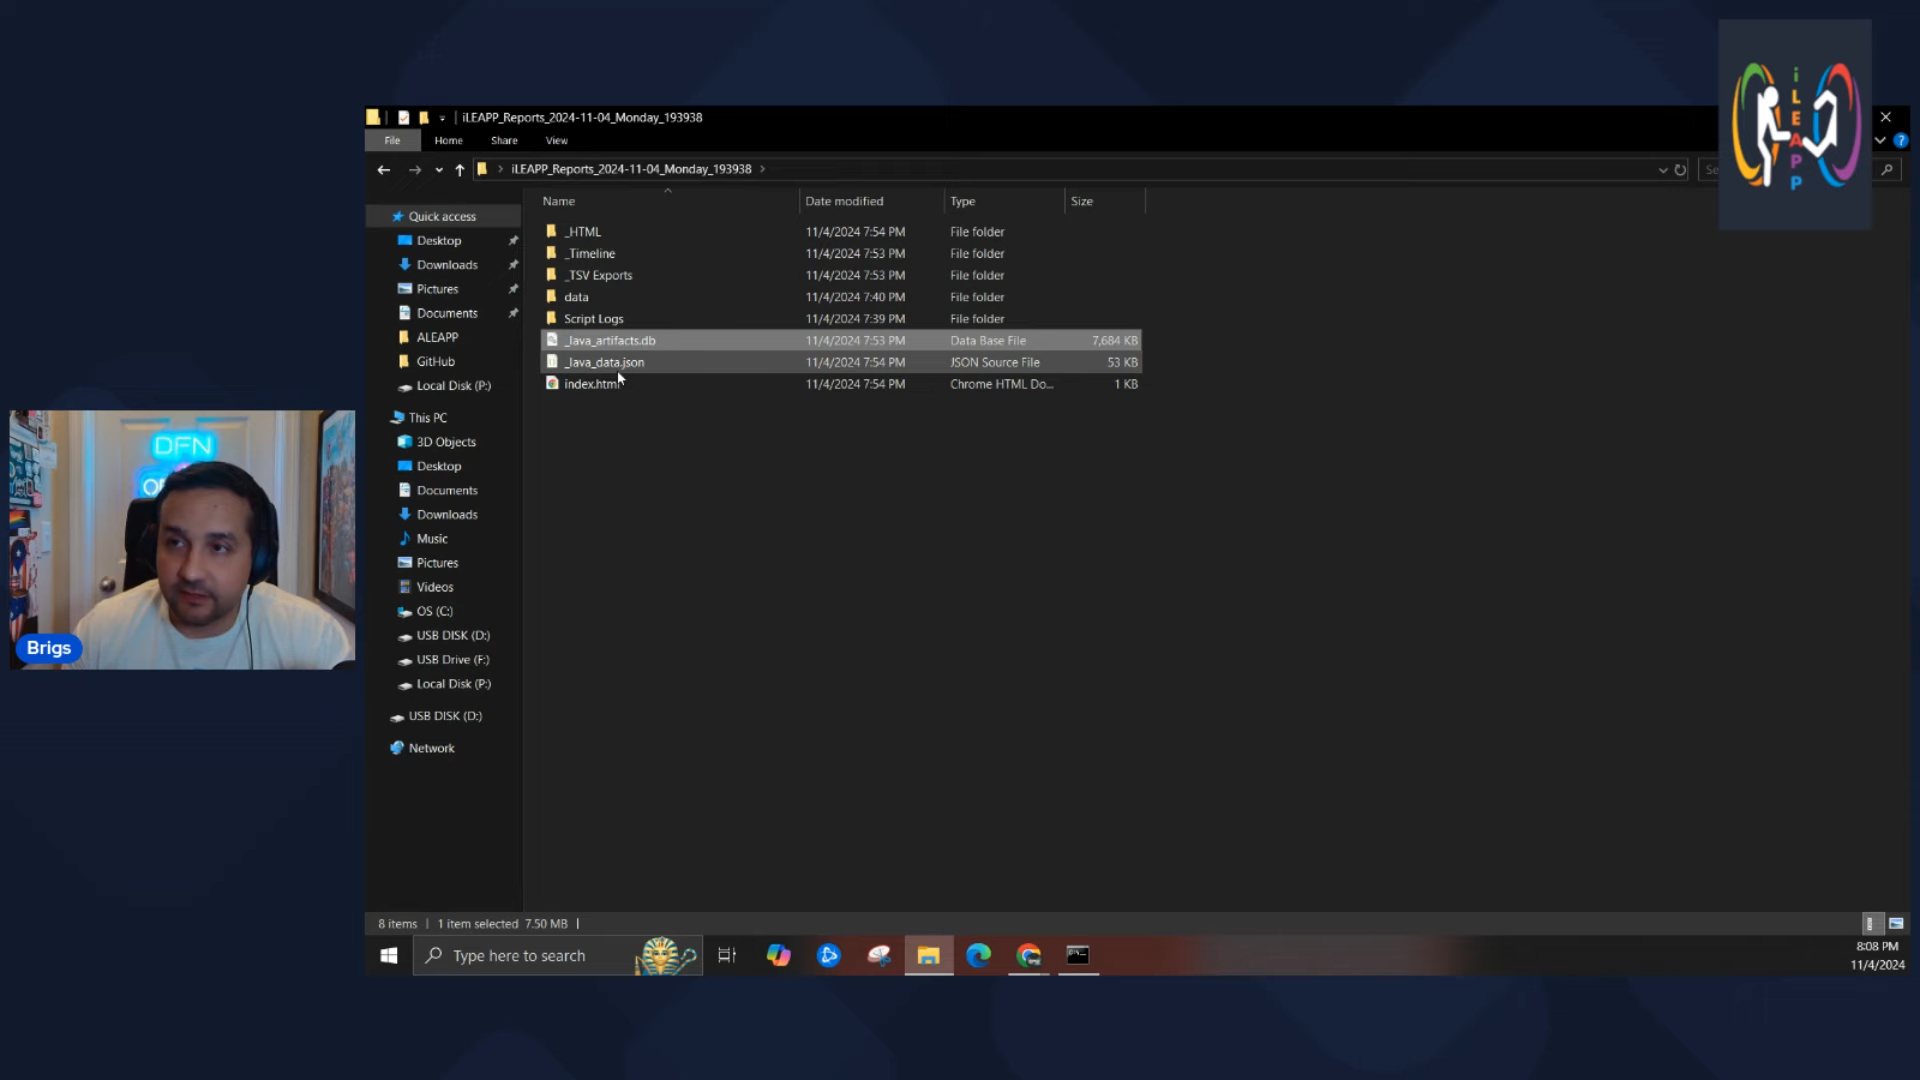 iLEAPP
iLEAPP_Reports_2024-11-04_Monday_193938
File Home Share View
iLEAPP_Reports_2024-11-04_Monday_193938
Name Date modified Type Size
_HTML 11/4/2024 7:54 PM File folder
_Timeline 11/4/2024 7:53 PM File folder
_TSV Exports 11/4/2024 7:53 PM File folder
data 11/4/2024 7:40 PM File folder
Script Logs 11/4/2024 7:39 PM File folder
_lava_artifacts.db 11/4/2024 7:53 PM Data Base File 7,684 KB
_lava_data.json 11/4/2024 7:54 PM JSON Source File 53 KB
index.html 11/4/2024 7:54 PM Chrome HTML Do... 1 KB
Quick access
Desktop
Downloads
Pictures
Documents
ALEAPP
GitHub
Local Disk (P:)
This PC
3D Objects
Desktop
Documents
Downloads
Music
Pictures
Videos
OS (C:)
USB DISK (D:)
USB Drive (F:)
Local Disk (P:)
USB DISK (D:)
Network
DFN
Brigs
8 items 1 item selected 7.50 MB
Type here to search
8:08 PM
11/4/2024